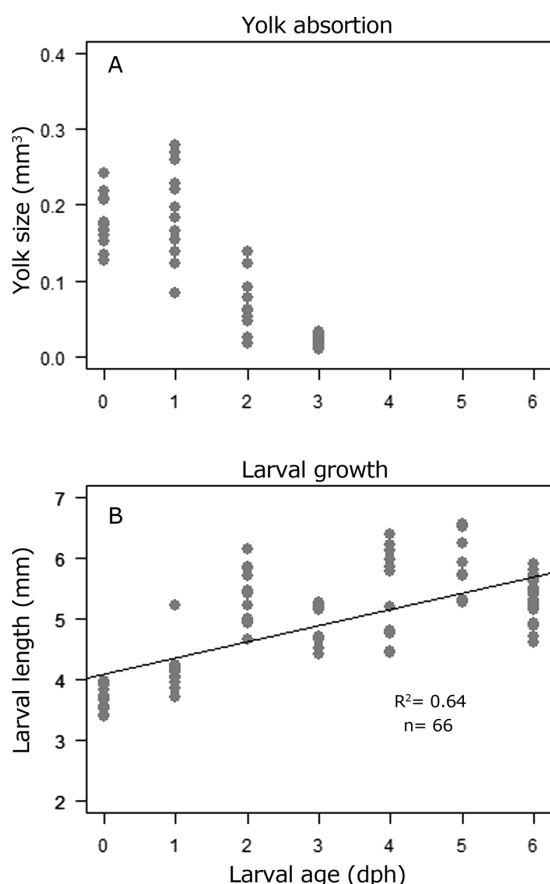 Yolk absortion
A
0.4
0.3
0.2
0.1
0.0
Yolk size (mm³)
0 1 2 3 4 5 6
Larval growth
B
7
6
5
4
3
2
Larval length (mm)
R²= 0.64
n= 66
0 1 2 3 4 5 6
Larval age (dph)